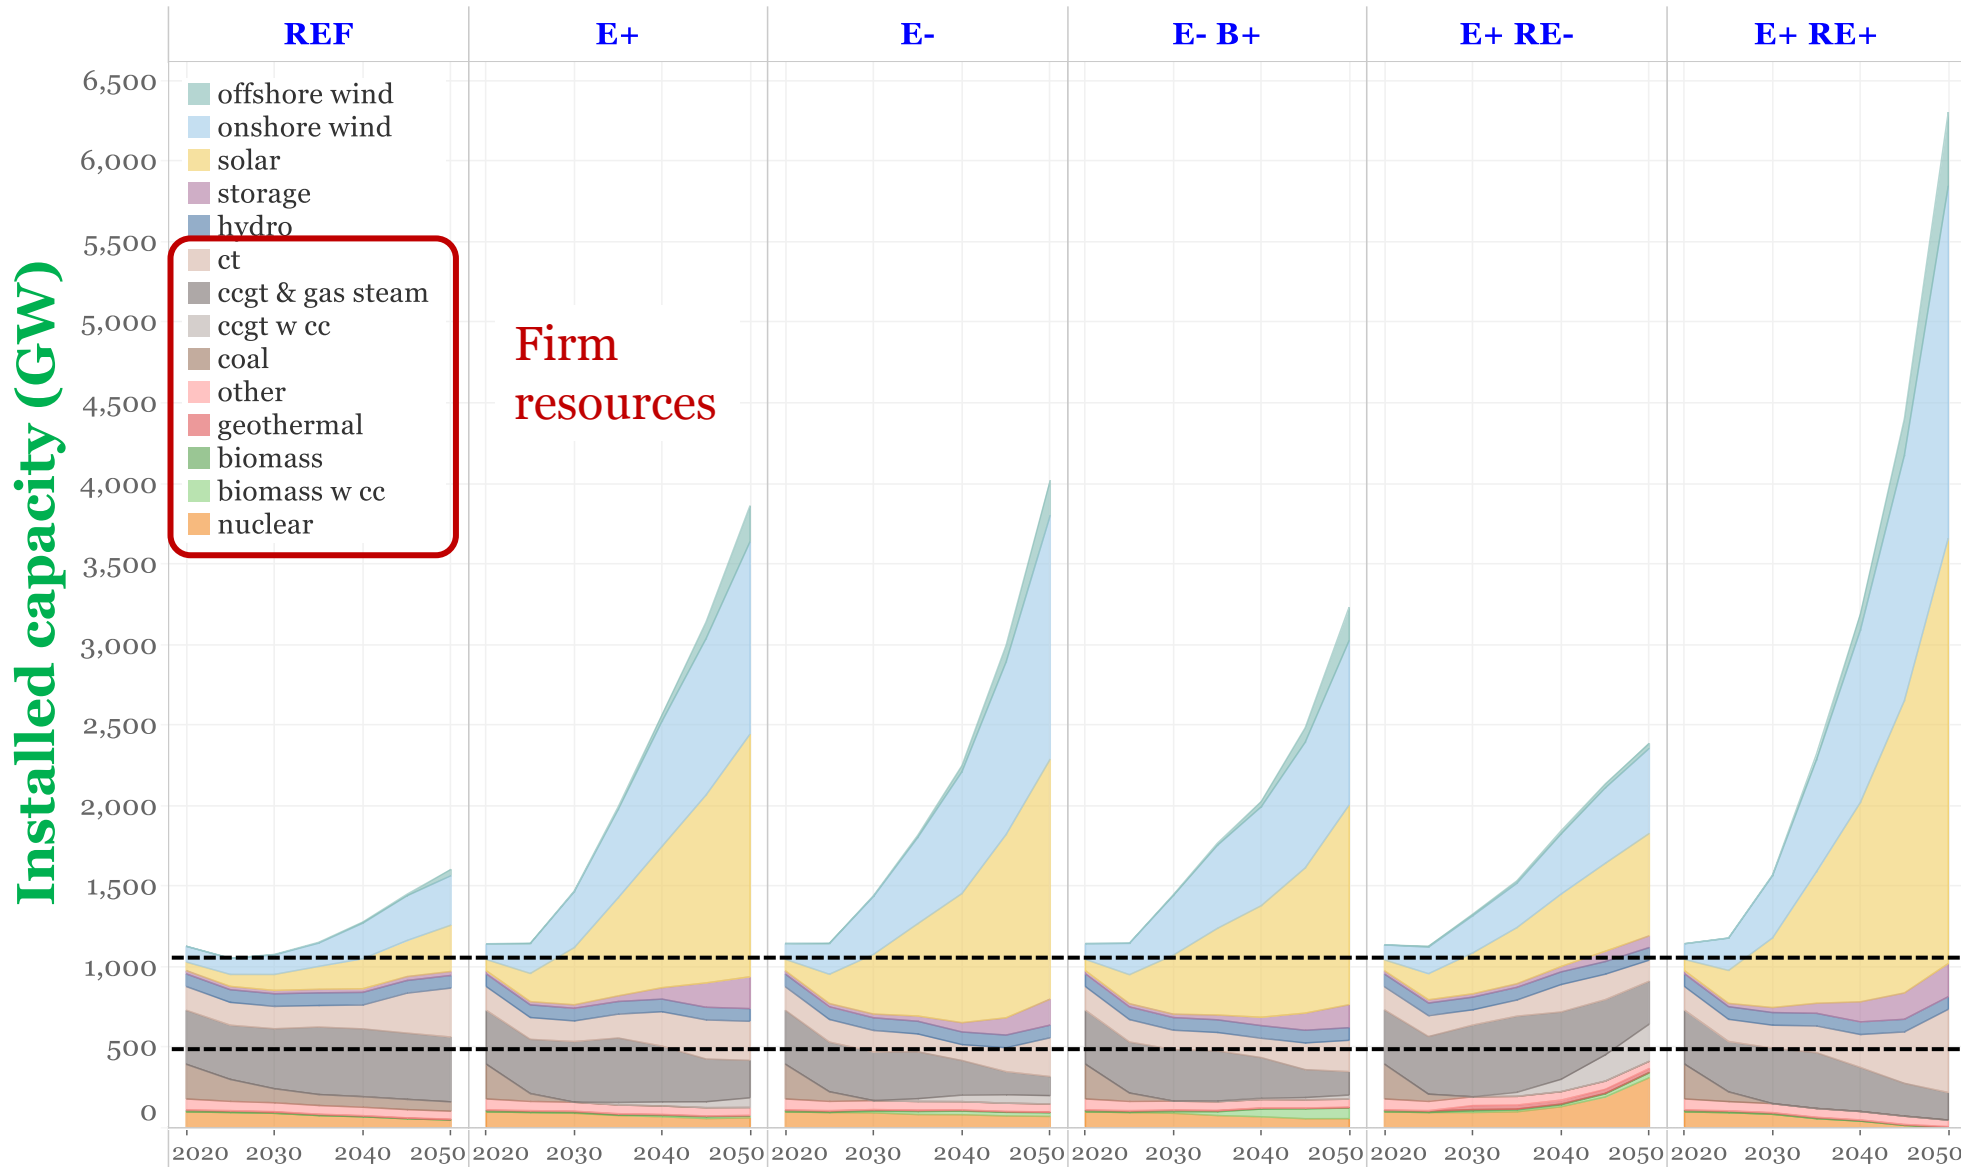 REF E+ E- E- B+ E+ RE- E+ RE+
Installed capacity (GW)
6,500
6,000
5,500
5,000
4,500
4,000
3,500
3,000
2,500
2,000
1,500
1,000
500
0
offshore wind
onshore wind
solar
storage
hydro
ct
ccgt & gas steam
ccgt w cc
coal
other
geothermal
biomass
biomass w cc
nuclear
Firm
resources
2020 2030 2040 2050 2020 2030 2040 2050 2020 2030 2040 2050 2020 2030 2040 2050 2020 2030 2040 2050 2020 2030 2040 2050